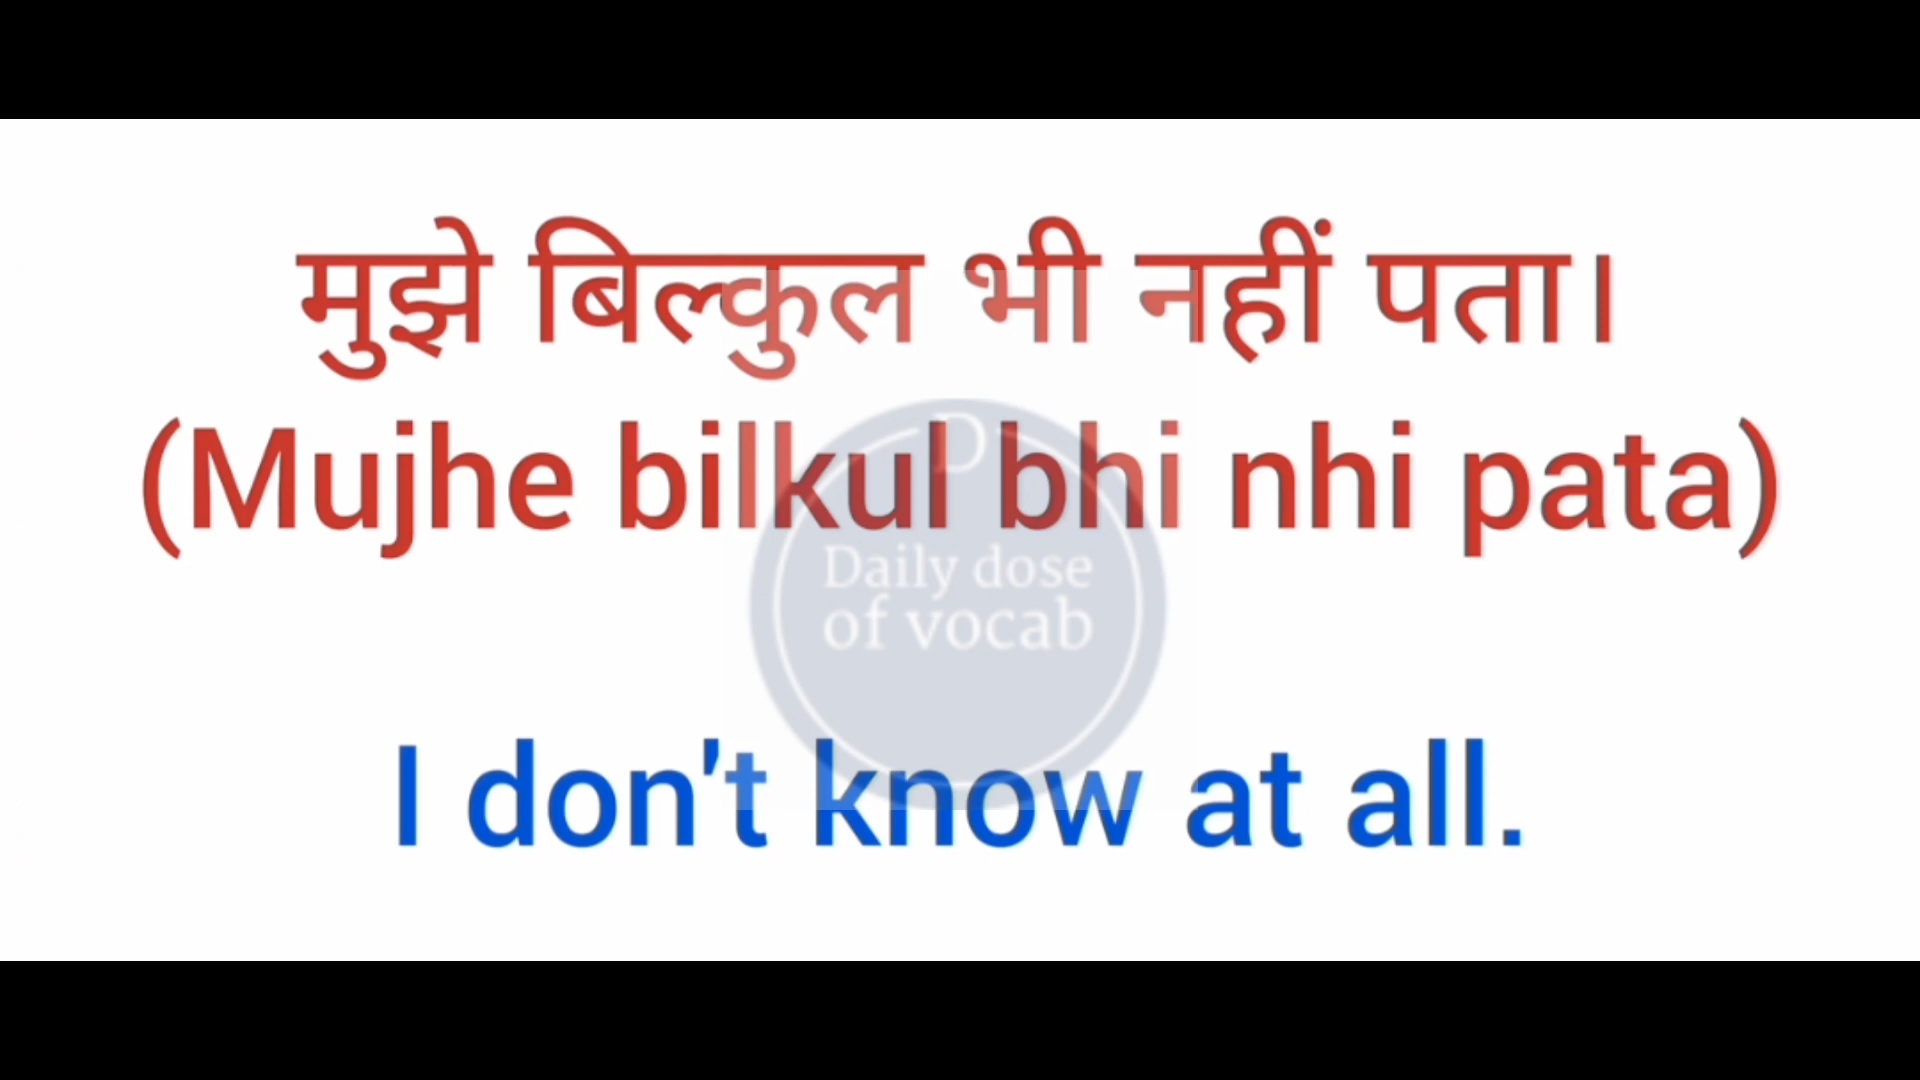 मुझे बिल्कुल भी नहीं पता।
(Mujhe bilkul bhi nhi pata)
D
Daily dose
of vocab
I don't know at all.